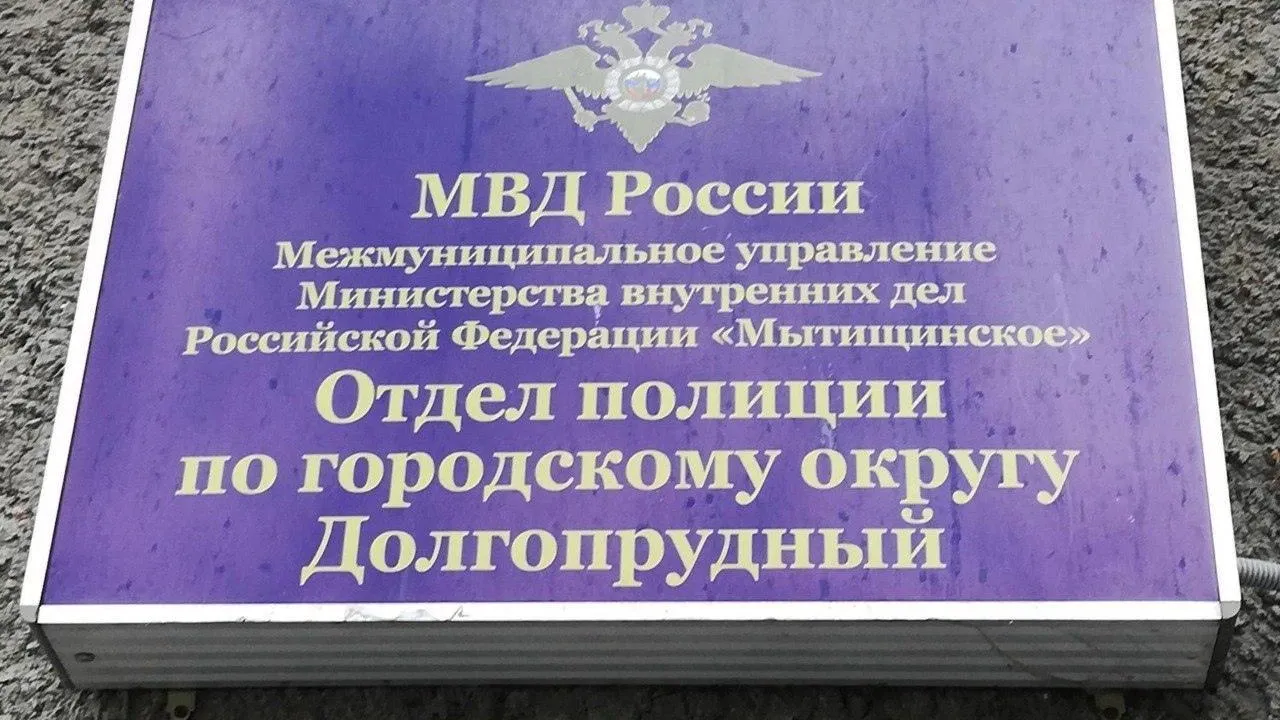 МВД России
Межмуниципальное управление
Министерства внутренних дел
Российской Федерации «Мытищинское»
Отдел полиции
по городскому округу
Долгопрудный